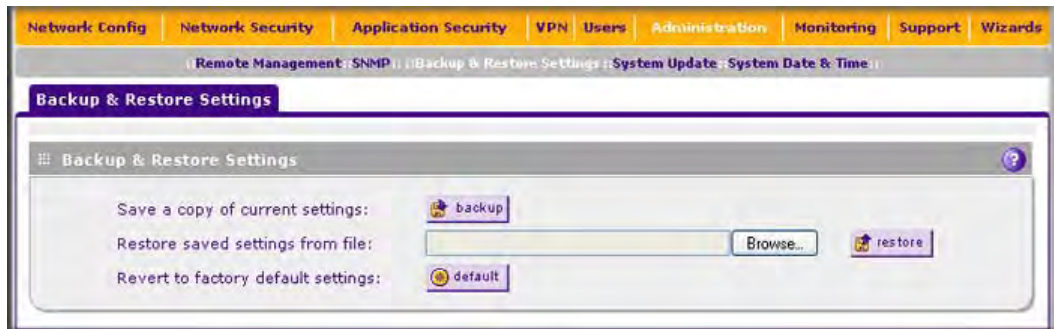 Network Config Network Security Application Security VPN Users Administration Monitoring Support Wizards
Remote Management SNMP Backup & Restore Settings System Update System Date & Time
Backup & Restore Settings
Backup & Restore Settings ?
Save a copy of current settings: backup
Restore saved settings from file: Browse... restore
Revert to factory default settings: default